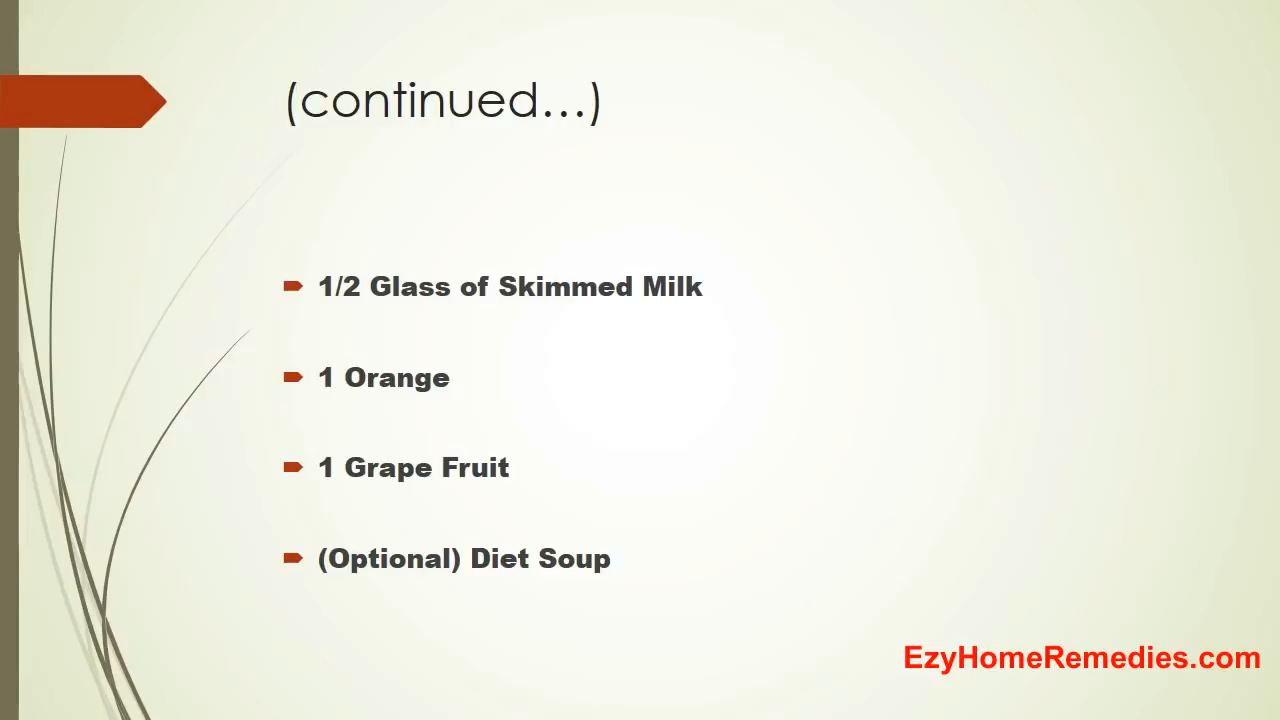 (continued...)
1/2 Glass of Skimmed Milk
1 Orange
1 Grape Fruit
(Optional) Diet Soup
EzyHomeRemedies.com